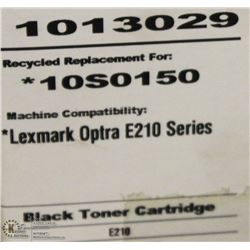 1013029
Recycled Replacement For:
*10S0150
Machine Compatibility:
*Lexmark Optra E210 Series
Black Toner Cartridge
E210